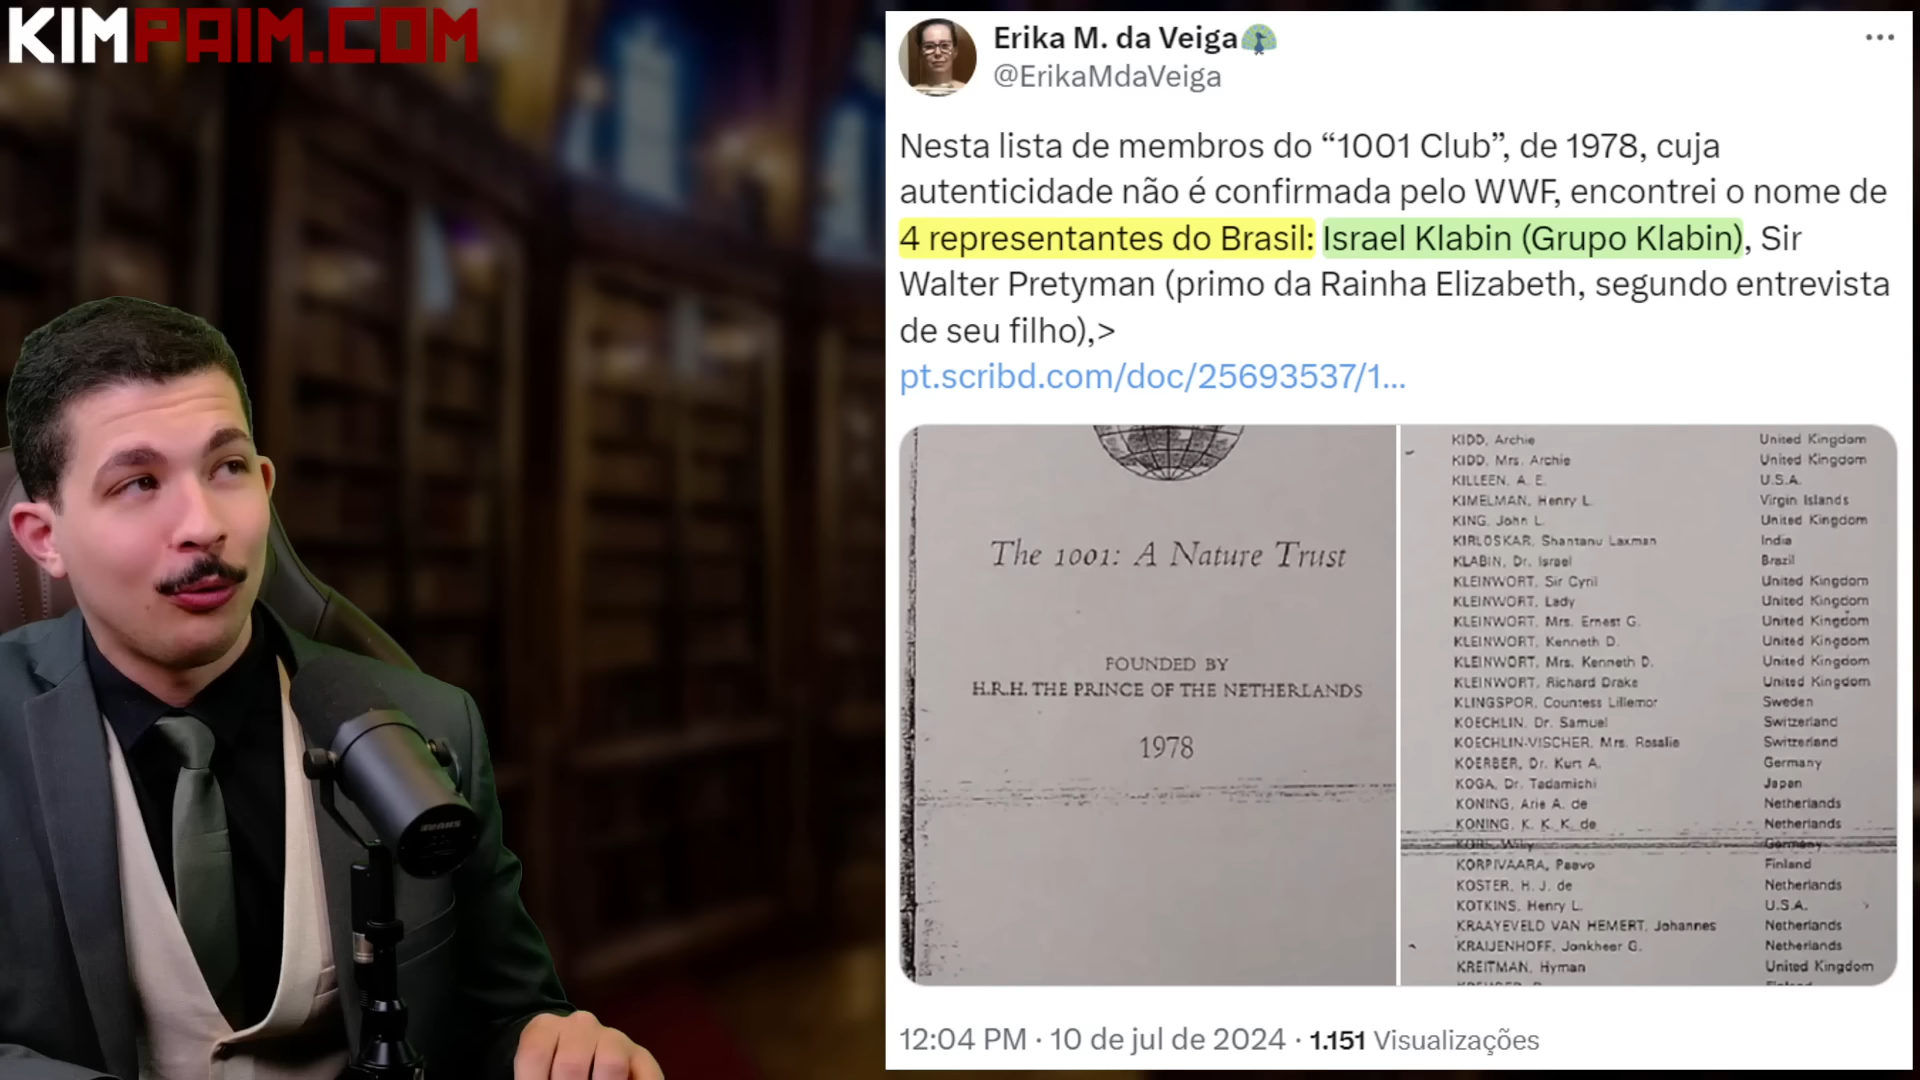 KIMPAIM.COM
Erika M. da Veiga
@ErikaMdaVeiga
Nesta lista de membros do “1001 Club”, de 1978, cuja
autenticidade não é confirmada pelo WWF, encontrei o nome de
4 representantes do Brasil: Israel Klabin (Grupo Klabin), Sir
Walter Pretyman (primo da Rainha Elizabeth, segundo entrevista
de seu filho),>
pt.scribd.com/doc/25693537/1...
The 1001: A Nature Trust
FOUNDED BY
H.R.H. THE PRINCE OF THE NETHERLANDS
1978
KIDD, Archie United Kingdom
KIDD, Mrs. Archie United Kingdom
KILLEEN, A. E. U.S.A.
KIMELMAN, Henry L. Virgin Islands
KING, John L. United Kingdom
KIRLOSKAR, Shantanu Laxman India
KLABIN, Dr. Israel Brazil
KLEINWORT, Sir Cyril United Kingdom
KLEINWORT, Lady United Kingdom
KLEINWORT, Mrs. Ernest G. United Kingdom
KLEINWORT, Kenneth D. United Kingdom
KLEINWORT, Mrs. Kenneth D. United Kingdom
KLEINWORT, Richard Drake United Kingdom
KLINGSPOR, Countess Lillemor Sweden
KOECHLIN, Dr. Samuel Switzerland
KOECHLIN-VISCHER, Mrs. Rosalie Switzerland
KOERBER, Dr. Kurt A. Germany
KOGA, Dr. Tadamichi Japan
KONING, Arie A. de Netherlands
KONING, K. K. K. de Netherlands
Germany
KORPIVAARA, Paavo Finland
KOSTER, H. J. de Netherlands
KOTKINS, Henry L. U.S.A.
KRAAYEVELD VAN HEMERT, Johannes Netherlands
KRAIJENHOFF, Jonkheer G. Netherlands
KREITMAN, Hyman United Kingdom
12:04 PM · 10 de jul de 2024 · 1.151 Visualizações